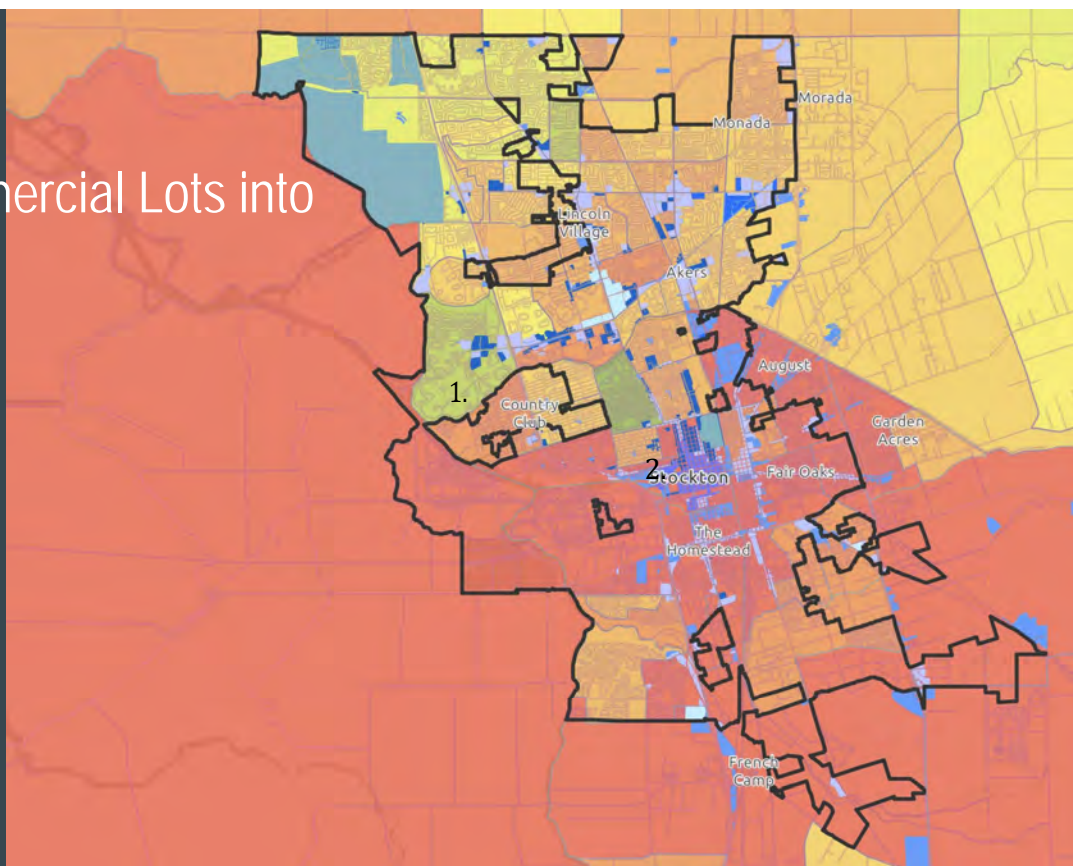 mercial Lots into
Morada
Monada
Lincoln
Village
Akers
August
1.
Country
Club
Garden
Acres
2.
Stockton
Fair Oaks
The
Homestead
French
Camp